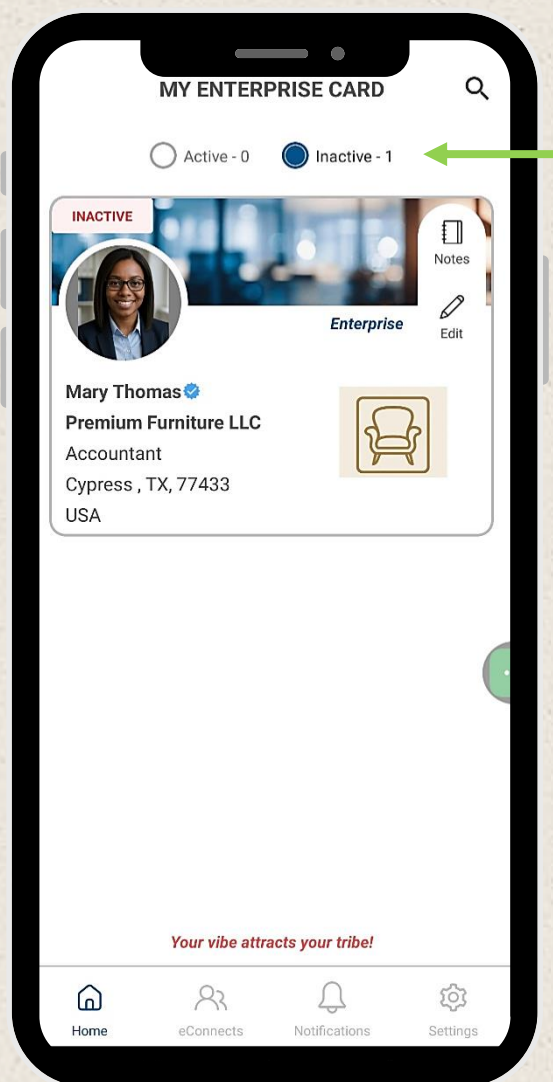 MY ENTERPRISE CARD
Active - 0 Inactive - 1
INACTIVE
Notes
Enterprise
Edit
Mary Thomas
Premium Furniture LLC
Accountant
Cypress , TX, 77433
USA
Your vibe attracts your tribe!
Home eConnects Notifications Settings